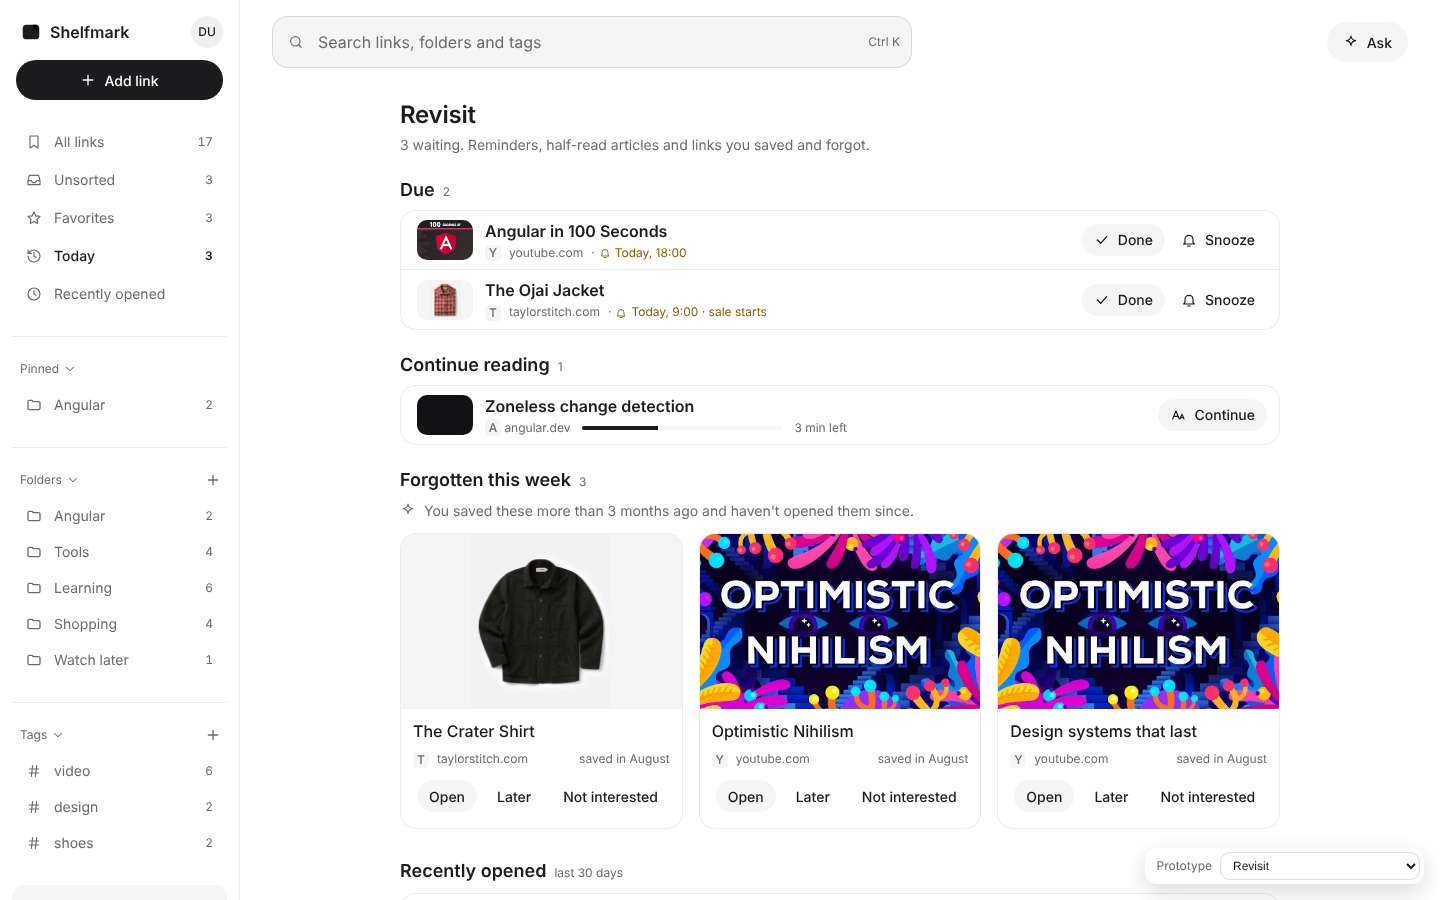 Shelfmark
DU
Add link
All links 17
Unsorted 3
Favorites 3
Today 3
Recently opened
Pinned
Angular 2
Folders
Angular 2
Tools 4
Learning 6
Shopping 4
Watch later 1
Tags
# video 6
# design 2
# shoes 2
Search links, folders and tags Ctrl K
Ask
Revisit
3 waiting. Reminders, half-read articles and links you saved and forgot.
Due 2
100 SECONDS OF
A
Angular in 100 Seconds
Y youtube.com · Today, 18:00
Done Snooze
The Ojai Jacket
T taylorstitch.com · Today, 9:00 · sale starts
Done Snooze
Continue reading 1
Zoneless change detection
A angular.dev 3 min left
Continue
Forgotten this week 3
You saved these more than 3 months ago and haven't opened them since.
The Crater Shirt
T taylorstitch.com saved in August
Open Later Not interested
OPTIMISTIC
NIHILISM
Optimistic Nihilism
Y youtube.com saved in August
Open Later Not interested
OPTIMISTIC
NIHILISM
Design systems that last
Y youtube.com saved in August
Open Later Not interested
Recently opened last 30 days
Prototype Revisit